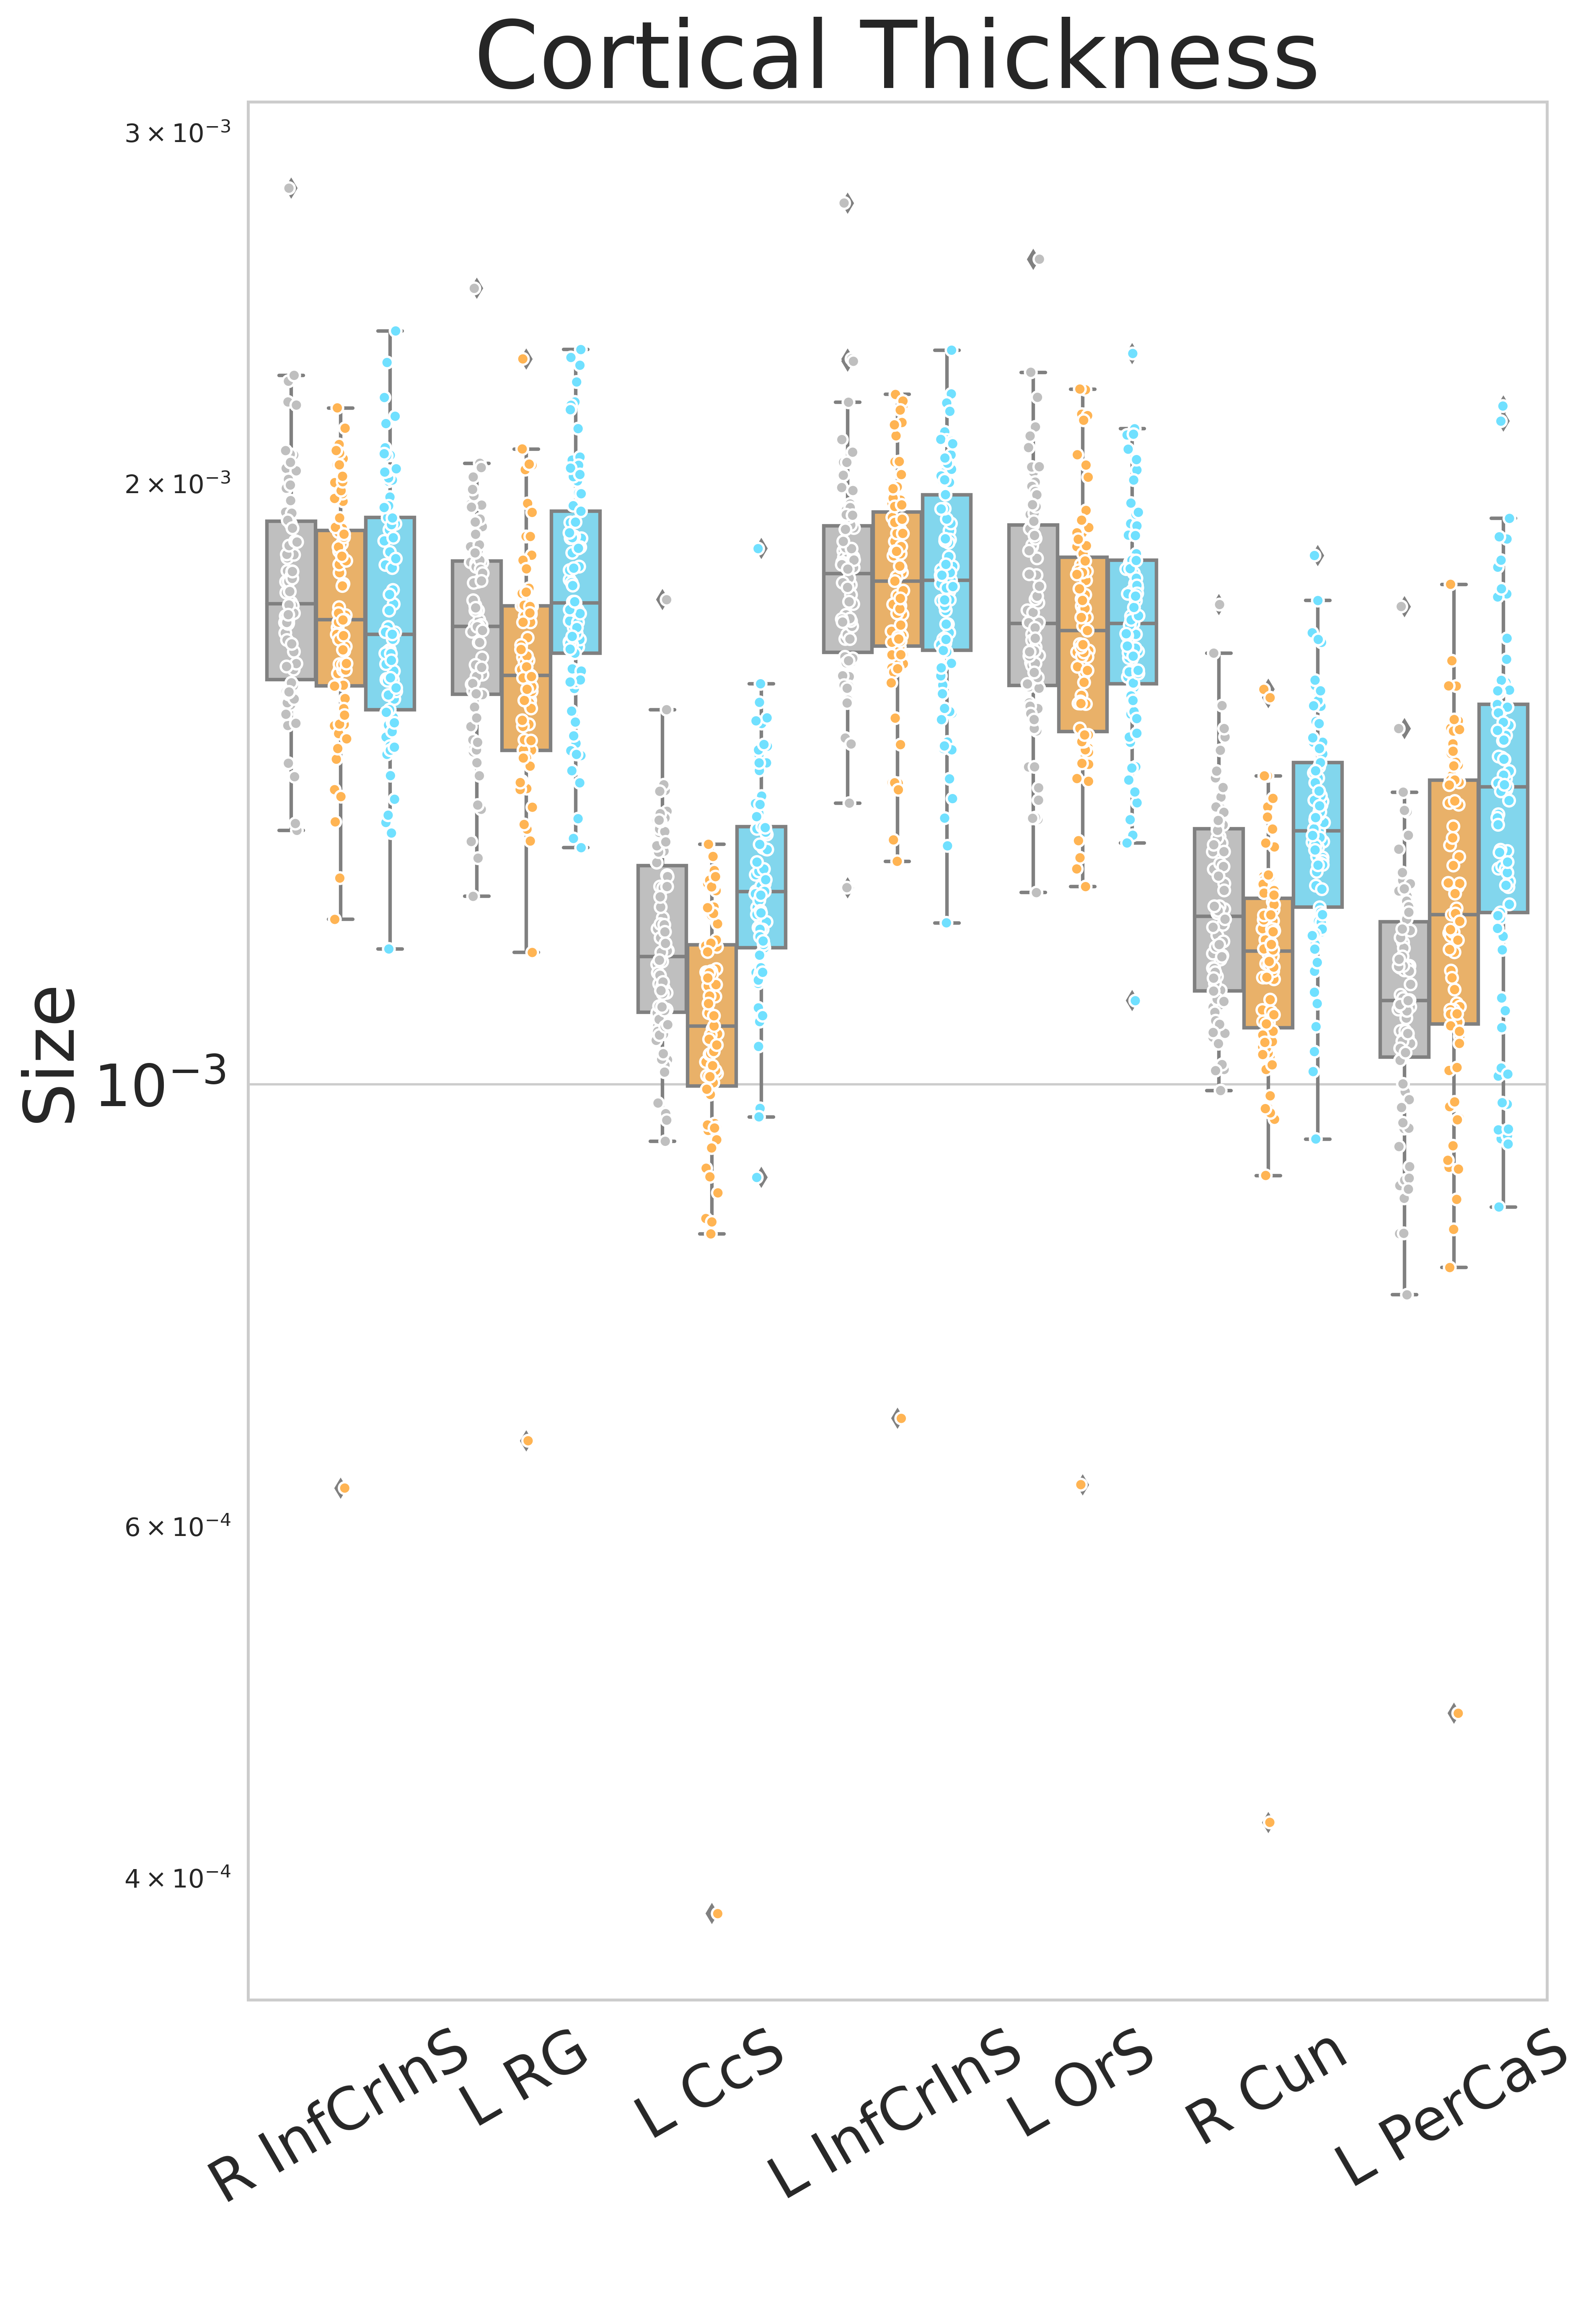 Cortical Thickness
3 × 10⁻³
2 × 10⁻³
Size
10⁻³
6 × 10⁻⁴
4 × 10⁻⁴
R InfCrInS
L RG
L CcS
L InfCrInS
L OrS
R Cun
L PerCaS